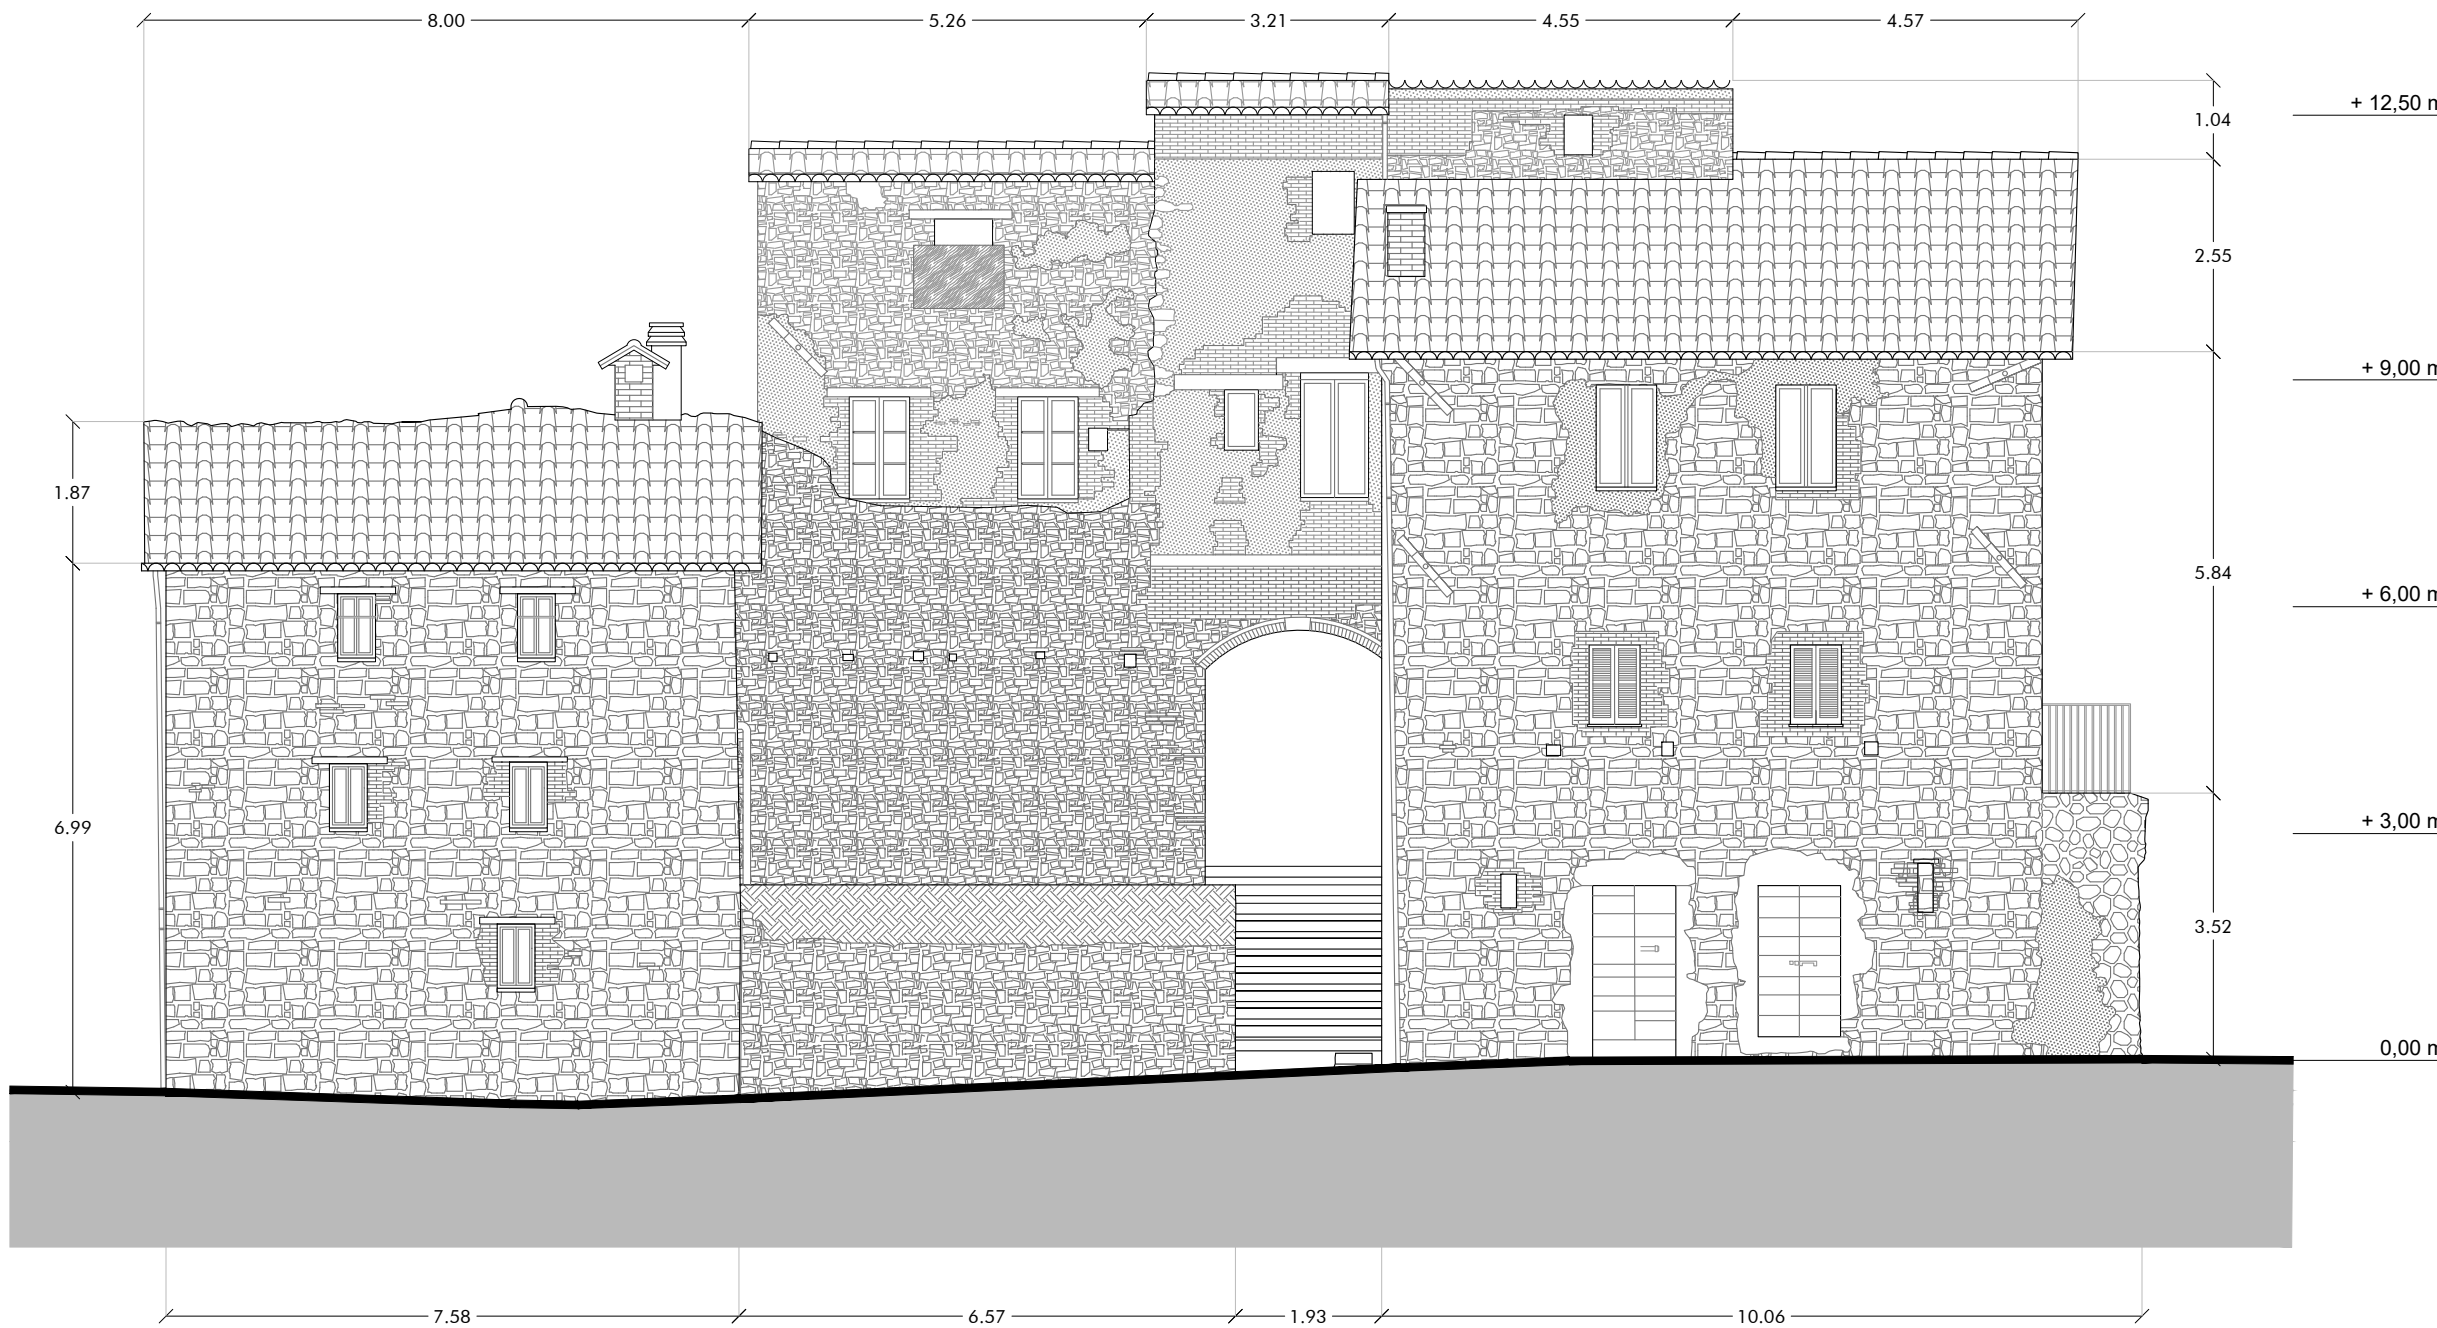 8.00 5.26 3.21 4.55 4.57
+ 12,50 m
1.04
2.55
+ 9,00 m
1.87
5.84
+ 6,00 m
+ 3,00 m
6.99
3.52
0,00 m
7.58 6.57 1.93 10.06